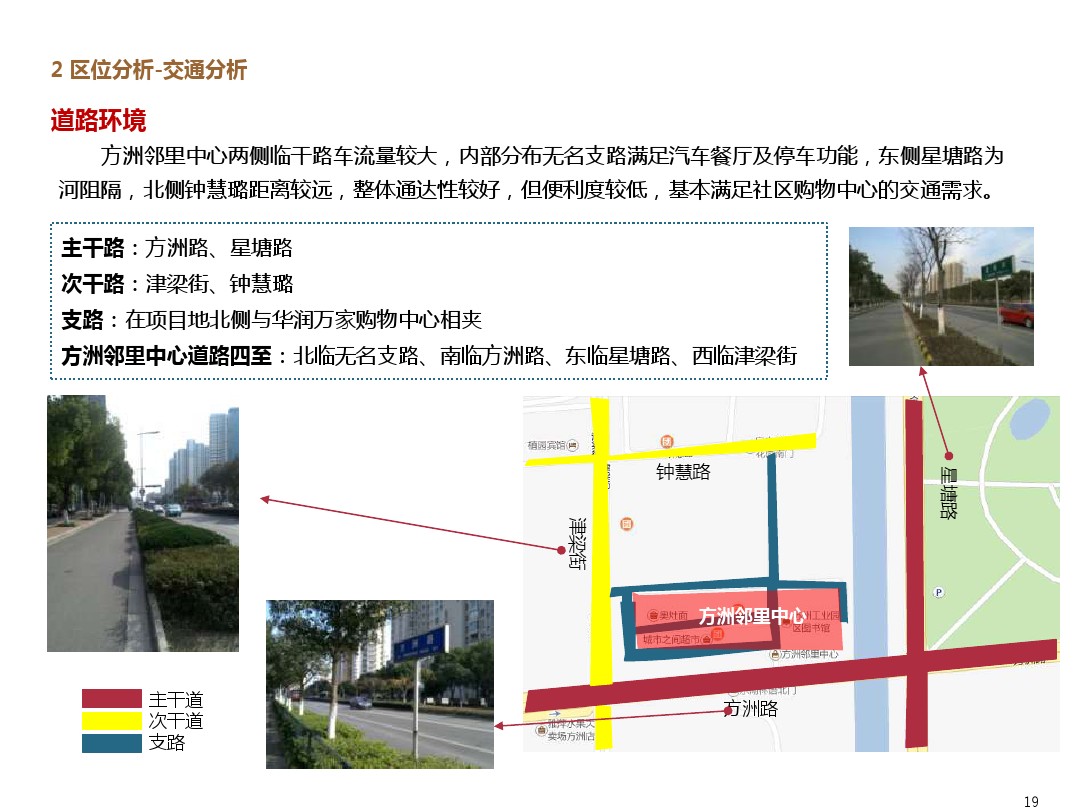 2 区位分析-交通分析
道路环境
方洲邻里中心两侧临干路车流量较大，内部分布无名支路满足汽车餐厅及停车功能，东侧星塘路为
河阻隔，北侧钟慧璐距离较远，整体通达性较好，但便利度较低，基本满足社区购物中心的交通需求。
主干路：方洲路、星塘路
次干路：津梁街、钟慧璐
支路：在项目地北侧与华润万家购物中心相夹
方洲邻里中心道路四至：北临无名支路、南临方洲路、东临星塘路、西临津梁街
钟慧路
星塘路
津梁街
P
方洲邻里中心
奥灶面
城市之间超市
区图书馆
方洲邻里中心
方洲路
卖场方洲店
主干道
次干道
支路
19